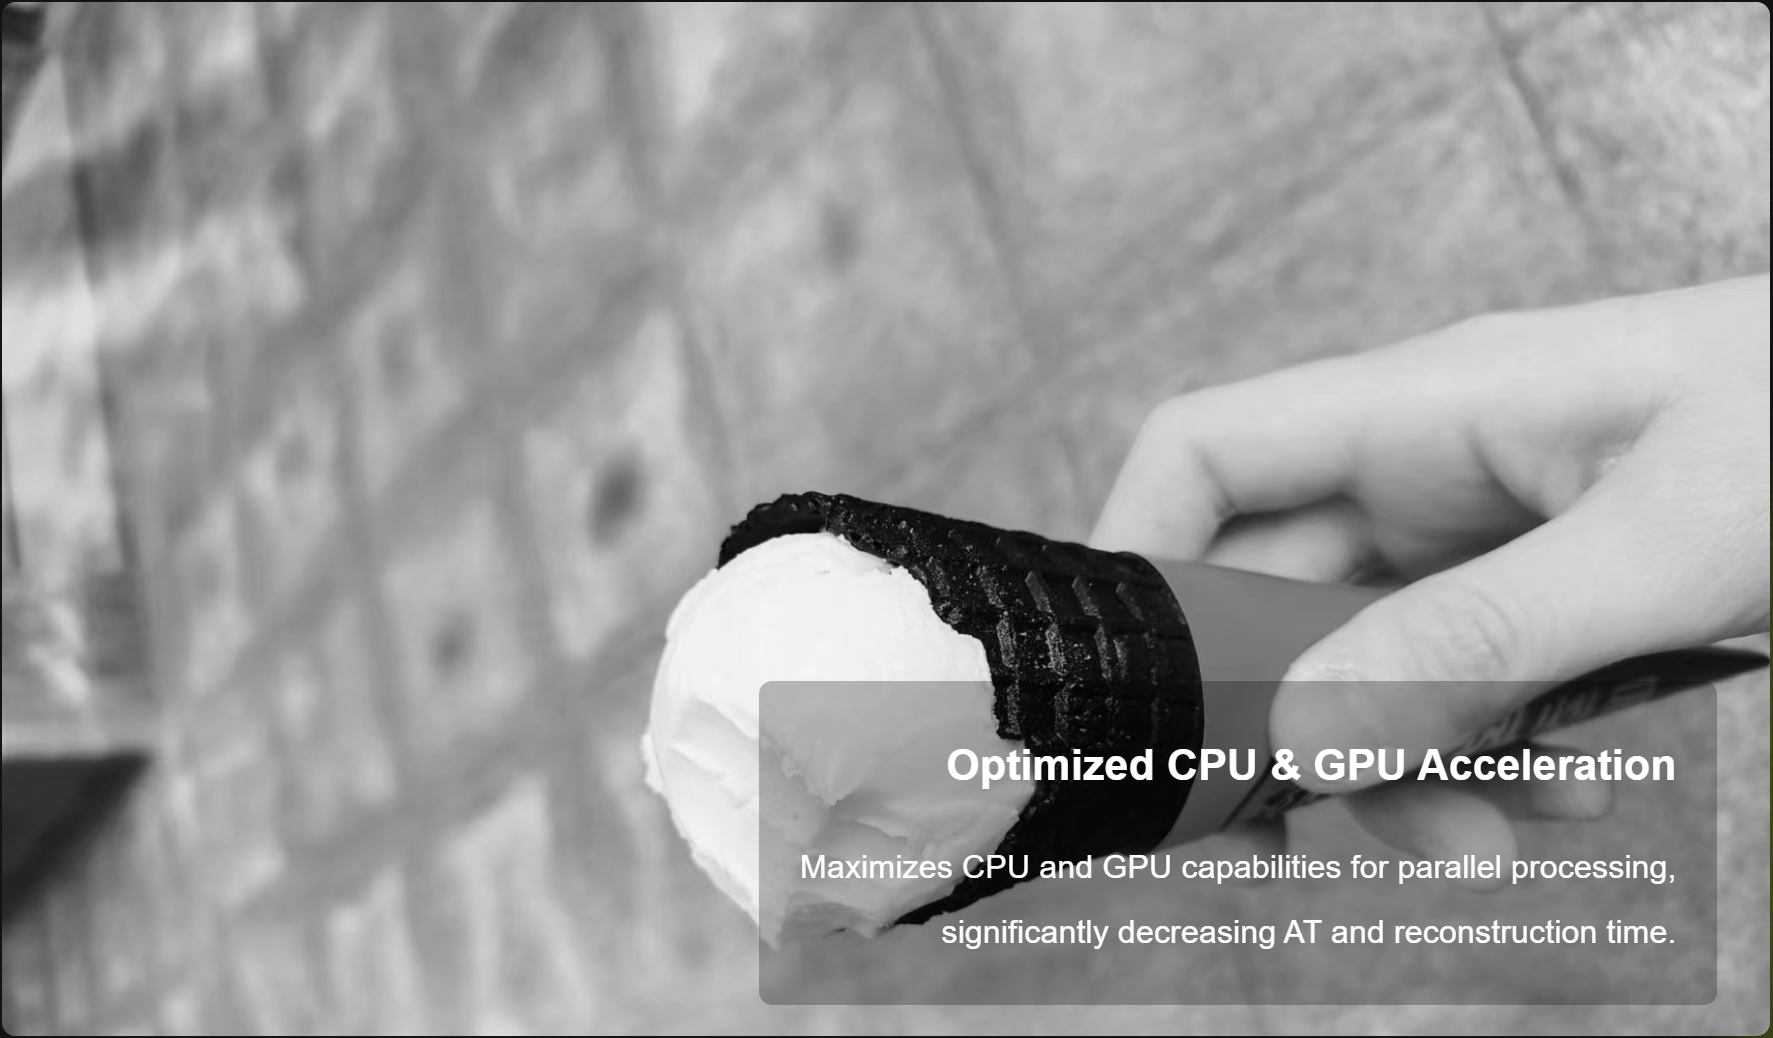 Optimized CPU & GPU Acceleration
Maximizes CPU and GPU capabilities for parallel processing,
significantly decreasing AT and reconstruction time.